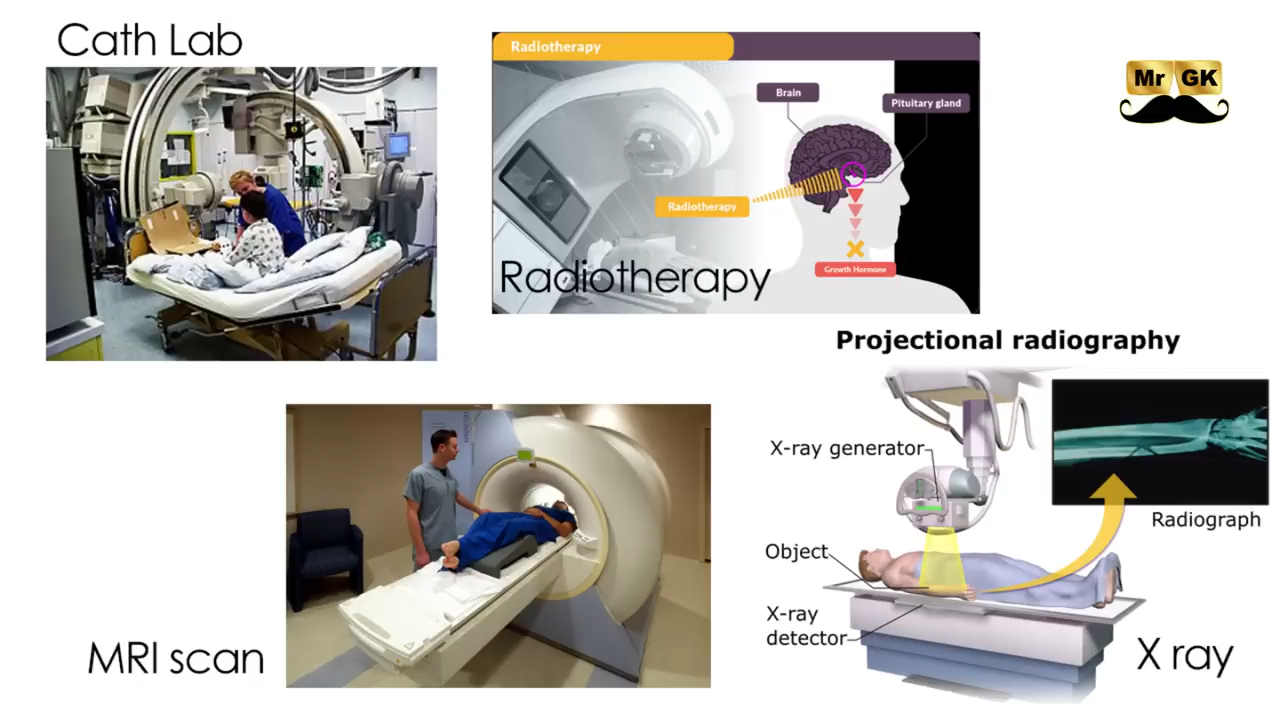 Cath Lab
Radiotherapy
Brain
Pituitary gland
Radiotherapy
Growth Hormone
Radiotherapy
Mr GK
Projectional radiography
X-ray generator
Radiograph
Object
X-ray
detector
X ray
MRI scan